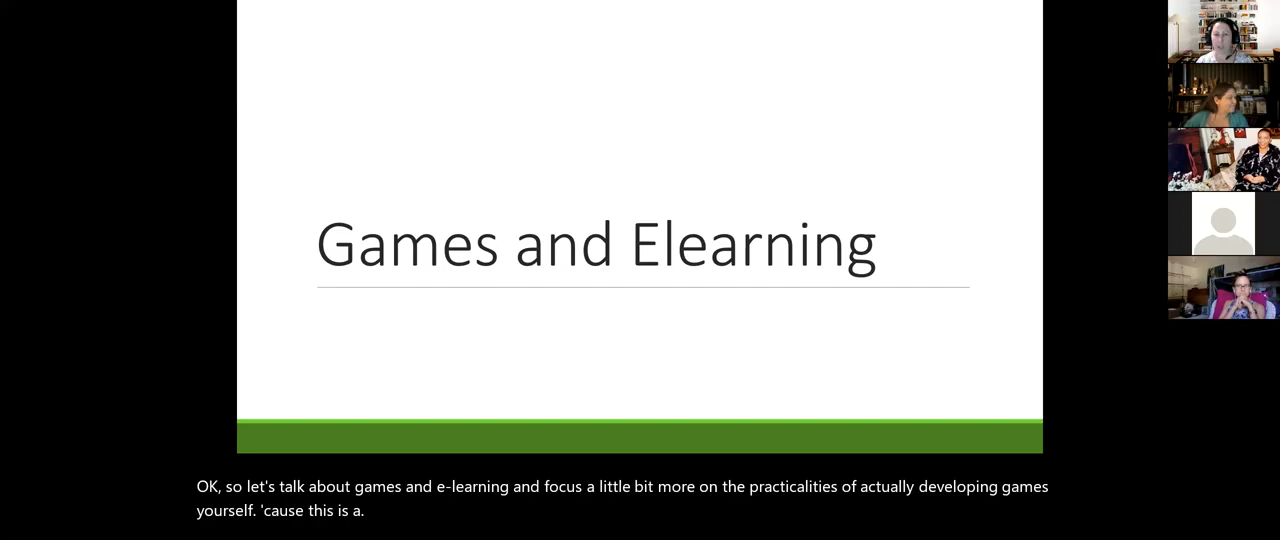 Games and Elearning
OK, so let's talk about games and e-learning and focus a little bit more on the practicalities of actually developing games
yourself. 'cause this is a.